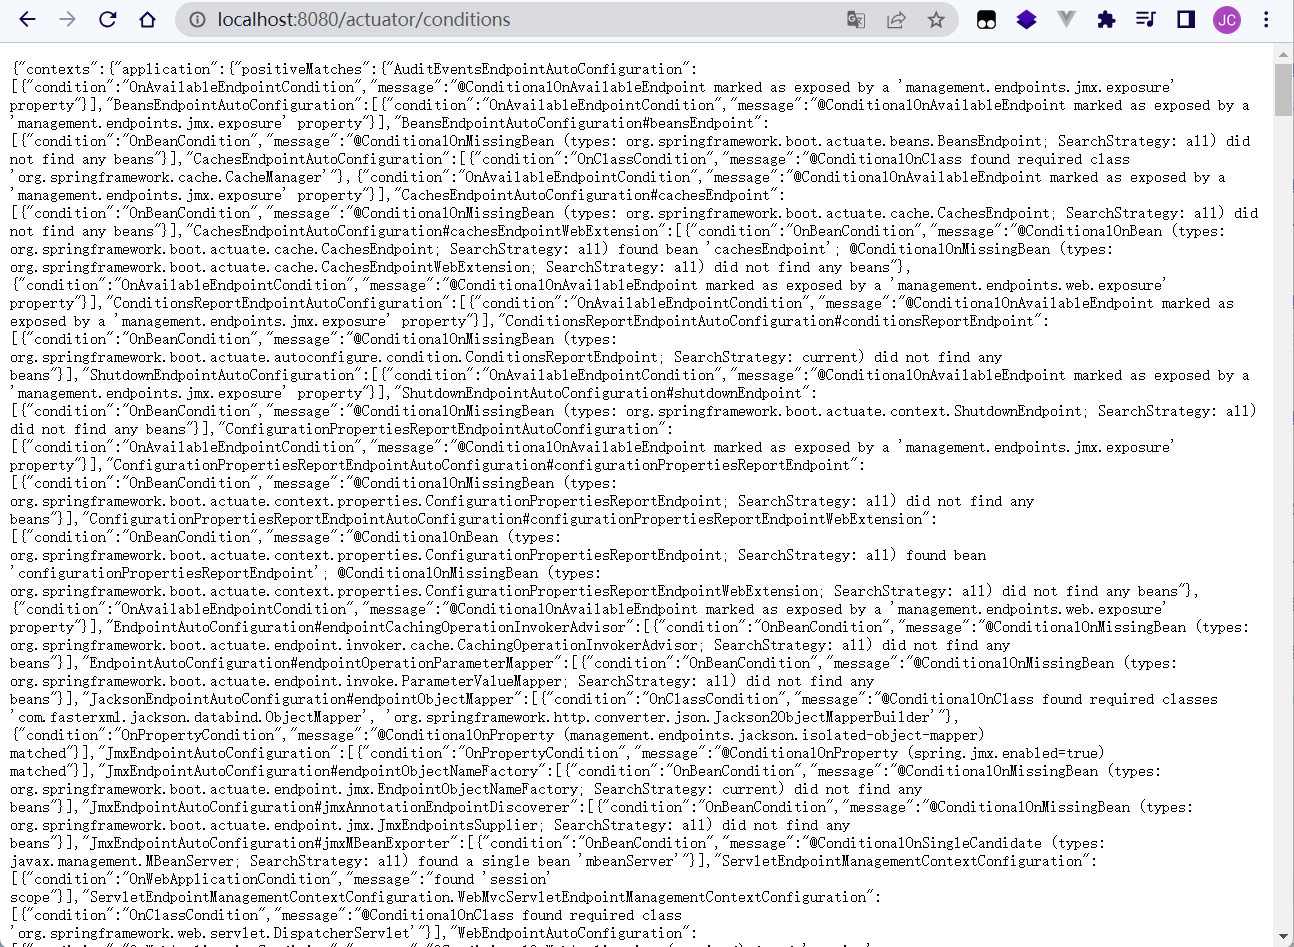 localhost:8080/actuator/conditions
JC
{"contexts":{"application":{"positiveMatches":{"AuditEventsEndpointAutoConfiguration":
[{"condition":"OnAvailableEndpointCondition","message":"@ConditionalOnAvailableEndpoint marked as exposed by a 'management.endpoints.jmx.exposure'
property"}],"BeansEndpointAutoConfiguration":[{"condition":"OnAvailableEndpointCondition","message":"@ConditionalOnAvailableEndpoint marked as exposed by a
'management.endpoints.jmx.exposure' property"}],"BeansEndpointAutoConfiguration#beansEndpoint":
[{"condition":"OnBeanCondition","message":"@ConditionalOnMissingBean (types: org.springframework.boot.actuate.beans.BeansEndpoint; SearchStrategy: all) did
not find any beans"}],"CachesEndpointAutoConfiguration":[{"condition":"OnClassCondition","message":"@ConditionalOnClass found required class
'org.springframework.cache.CacheManager'"},{"condition":"OnAvailableEndpointCondition","message":"@ConditionalOnAvailableEndpoint marked as exposed by a
'management.endpoints.jmx.exposure' property"}],"CachesEndpointAutoConfiguration#cachesEndpoint":
[{"condition":"OnBeanCondition","message":"@ConditionalOnMissingBean (types: org.springframework.boot.actuate.cache.CachesEndpoint; SearchStrategy: all) did
not find any beans"}],"CachesEndpointAutoConfiguration#cachesEndpointWebExtension":[{"condition":"OnBeanCondition","message":"@ConditionalOnBean (types:
org.springframework.boot.actuate.cache.CachesEndpoint; SearchStrategy: all) found bean 'cachesEndpoint'; @ConditionalOnMissingBean (types:
org.springframework.boot.actuate.cache.CachesEndpointWebExtension; SearchStrategy: all) did not find any beans"},
{"condition":"OnAvailableEndpointCondition","message":"@ConditionalOnAvailableEndpoint marked as exposed by a 'management.endpoints.web.exposure'
property"}],"ConditionsReportEndpointAutoConfiguration":[{"condition":"OnAvailableEndpointCondition","message":"@ConditionalOnAvailableEndpoint marked as
exposed by a 'management.endpoints.jmx.exposure' property"}],"ConditionsReportEndpointAutoConfiguration#conditionsReportEndpoint":
[{"condition":"OnBeanCondition","message":"@ConditionalOnMissingBean (types:
org.springframework.boot.actuate.autoconfigure.condition.ConditionsReportEndpoint; SearchStrategy: current) did not find any
beans"}],"ShutdownEndpointAutoConfiguration":[{"condition":"OnAvailableEndpointCondition","message":"@ConditionalOnAvailableEndpoint marked as exposed by a
'management.endpoints.jmx.exposure' property"}],"ShutdownEndpointAutoConfiguration#shutdownEndpoint":
[{"condition":"OnBeanCondition","message":"@ConditionalOnMissingBean (types: org.springframework.boot.actuate.context.ShutdownEndpoint; SearchStrategy: all)
did not find any beans"}],"ConfigurationPropertiesReportEndpointAutoConfiguration":
[{"condition":"OnAvailableEndpointCondition","message":"@ConditionalOnAvailableEndpoint marked as exposed by a 'management.endpoints.jmx.exposure'
property"}],"ConfigurationPropertiesReportEndpointAutoConfiguration#configurationPropertiesReportEndpoint":
[{"condition":"OnBeanCondition","message":"@ConditionalOnMissingBean (types:
org.springframework.boot.actuate.context.properties.ConfigurationPropertiesReportEndpoint; SearchStrategy: all) did not find any
beans"}],"ConfigurationPropertiesReportEndpointAutoConfiguration#configurationPropertiesReportEndpointWebExtension":
[{"condition":"OnBeanCondition","message":"@ConditionalOnBean (types:
org.springframework.boot.actuate.context.properties.ConfigurationPropertiesReportEndpoint; SearchStrategy: all) found bean
'configurationPropertiesReportEndpoint'; @ConditionalOnMissingBean (types:
org.springframework.boot.actuate.context.properties.ConfigurationPropertiesReportEndpointWebExtension; SearchStrategy: all) did not find any beans"},
{"condition":"OnAvailableEndpointCondition","message":"@ConditionalOnAvailableEndpoint marked as exposed by a 'management.endpoints.web.exposure'
property"}],"EndpointAutoConfiguration#endpointCachingOperationInvokerAdvisor":[{"condition":"OnBeanCondition","message":"@ConditionalOnMissingBean (types:
org.springframework.boot.actuate.endpoint.invoker.cache.CachingOperationInvokerAdvisor; SearchStrategy: all) did not find any
beans"}],"EndpointAutoConfiguration#endpointOperationParameterMapper":[{"condition":"OnBeanCondition","message":"@ConditionalOnMissingBean (types:
org.springframework.boot.actuate.endpoint.invoke.ParameterValueMapper; SearchStrategy: all) did not find any
beans"}],"JacksonEndpointAutoConfiguration#endpointObjectMapper":[{"condition":"OnClassCondition","message":"@ConditionalOnClass found required classes
'com.fasterxml.jackson.databind.ObjectMapper', 'org.springframework.http.converter.json.Jackson2ObjectMapperBuilder'"},
{"condition":"OnPropertyCondition","message":"@ConditionalOnProperty (management.endpoints.jackson.isolated-object-mapper)
matched"}],"JmxEndpointAutoConfiguration":[{"condition":"OnPropertyCondition","message":"@ConditionalOnProperty (spring.jmx.enabled=true)
matched"}],"JmxEndpointAutoConfiguration#endpointObjectNameFactory":[{"condition":"OnBeanCondition","message":"@ConditionalOnMissingBean (types:
org.springframework.boot.actuate.endpoint.jmx.EndpointObjectNameFactory; SearchStrategy: current) did not find any
beans"}],"JmxEndpointAutoConfiguration#jmxAnnotationEndpointDiscoverer":[{"condition":"OnBeanCondition","message":"@ConditionalOnMissingBean (types:
org.springframework.boot.actuate.endpoint.jmx.JmxEndpointsSupplier; SearchStrategy: all) did not find any
beans"}],"JmxEndpointAutoConfiguration#jmxMBeanExporter":[{"condition":"OnBeanCondition","message":"@ConditionalOnSingleCandidate (types:
javax.management.MBeanServer; SearchStrategy: all) found a single bean 'mbeanServer'"}],"ServletEndpointManagementContextConfiguration":
[{"condition":"OnWebApplicationCondition","message":"found 'session'
scope"}],"ServletEndpointManagementContextConfiguration.WebMvcServletEndpointManagementContextConfiguration":
[{"condition":"OnClassCondition","message":"@ConditionalOnClass found required class
'org.springframework.web.servlet.DispatcherServlet'"}],"WebEndpointAutoConfiguration":